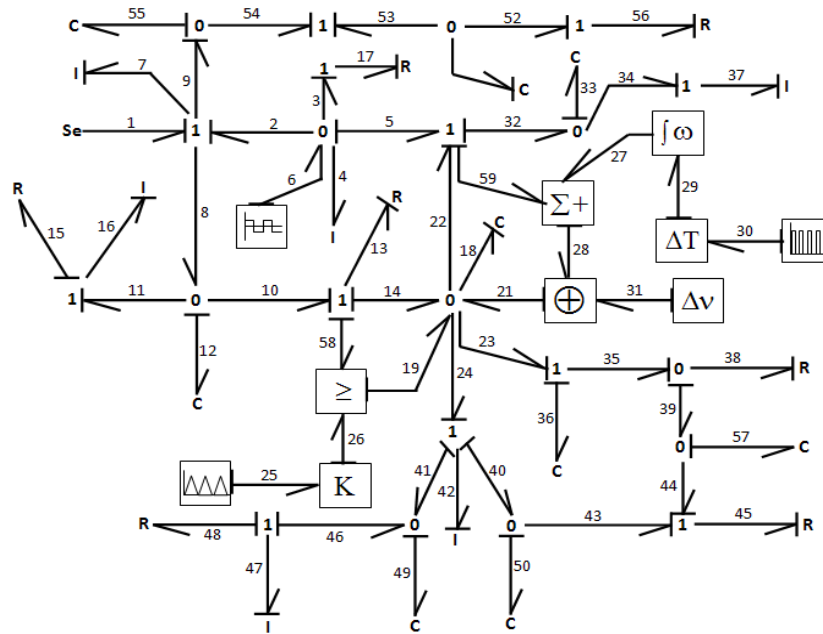 C 55 0 54 1 53 0 52 1 56 R
I 7 9 1 17 R C C 33 34 1 37 I
3
Se 1 1 2 0 5 1 32 0 27 ∫ω
R I 8 6 4 59 Σ+ 29
15 16 I 13 R 22 18 C 28 ΔT 30
1 11 0 10 1 14 0 21 ⊕ 31 Δν
12 58 19 24 23 1 35 0 38 R
C ≥ 36 39
26 1 C 0 57 C
25 K 41 42 40 44
R 48 1 46 0 I 0 43 1 45 R
47 49 50
I C C